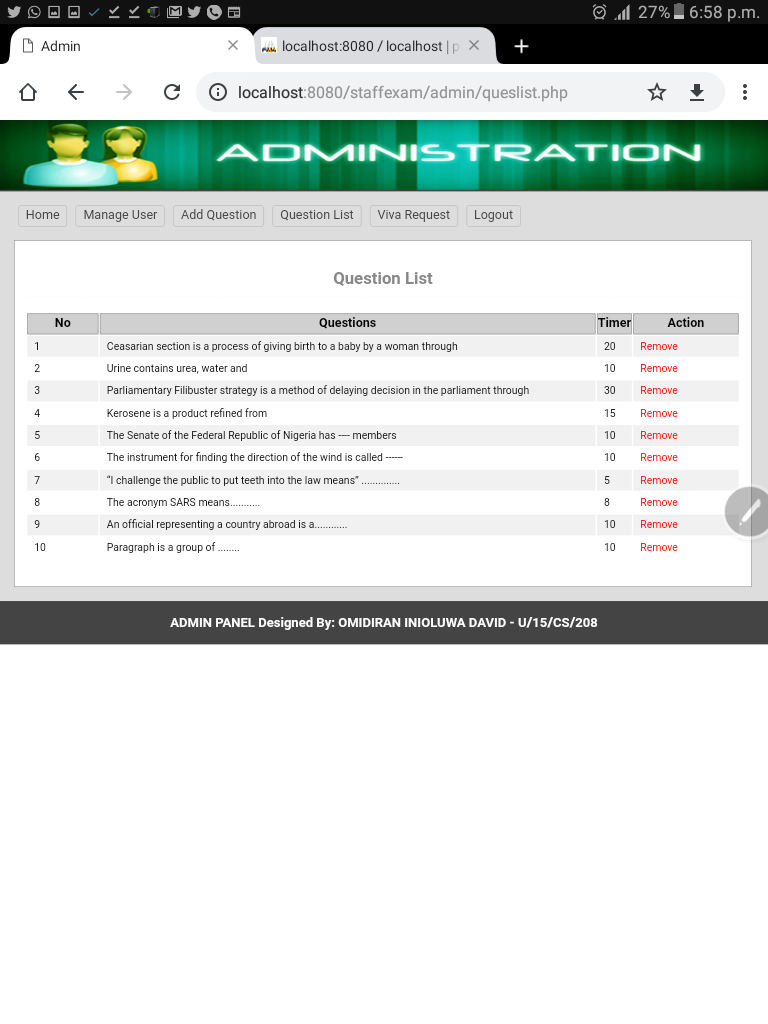 27% 6:58 p.m.
Admin localhost:8080 / localhost | p
localhost:8080/staffexam/admin/queslist.php
ADMINISTRATION
Home Manage User Add Question Question List Viva Request Logout
Question List
No Questions Timer Action
1 Ceasarian section is a process of giving birth to a baby by a woman through 20 Remove
2 Urine contains urea, water and 10 Remove
3 Parliamentary Filibuster strategy is a method of delaying decision in the parliament through 30 Remove
4 Kerosene is a product refined from 15 Remove
5 The Senate of the Federal Republic of Nigeria has ---- members 10 Remove
6 The instrument for finding the direction of the wind is called ------ 10 Remove
7 “I challenge the public to put teeth into the law means” .............. 5 Remove
8 The acronym SARS means........... 8 Remove
9 An official representing a country abroad is a............ 10 Remove
10 Paragraph is a group of ........ 10 Remove
ADMIN PANEL Designed By: OMIDIRAN INIOLUWA DAVID - U/15/CS/208